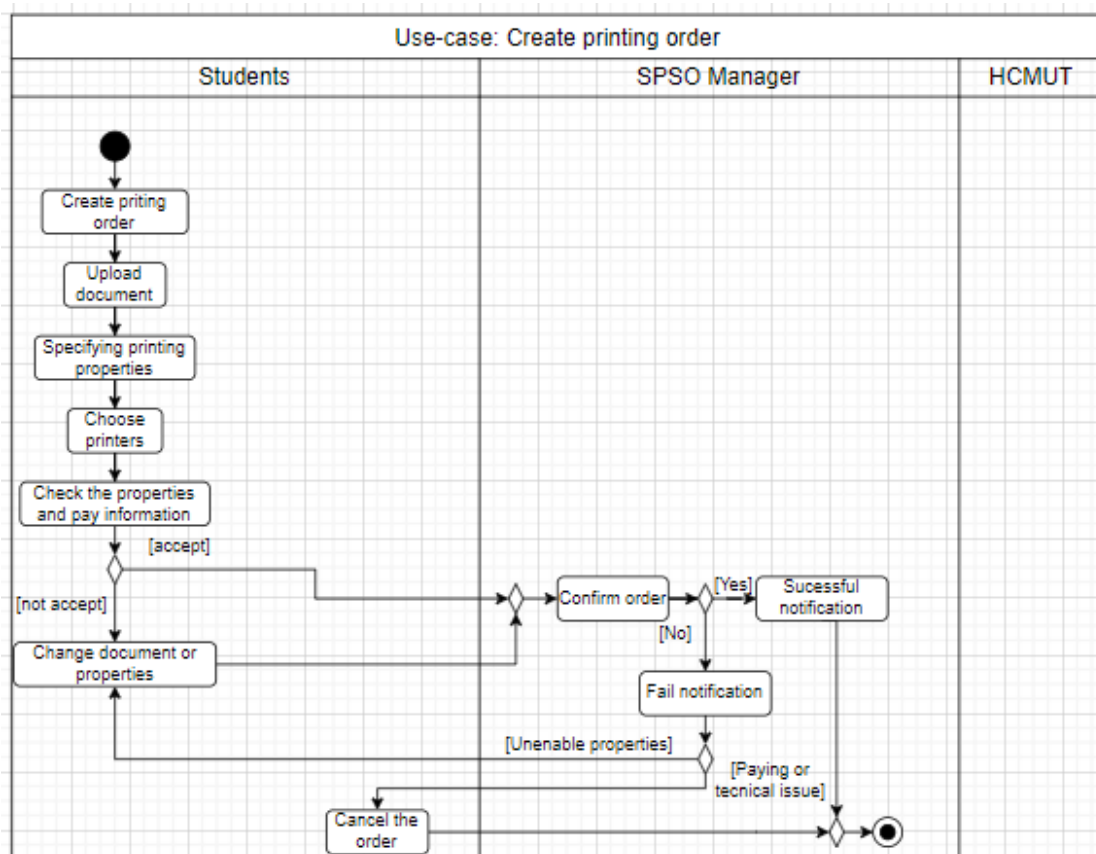 Use-case: Create printing order
Students
SPSO Manager
HCMUT
Create priting
order
Upload
document
Specifying printing
properties
Choose
printers
Check the properties
and pay information
[accept]
[not accept]
Change document or
properties
Confirm order
[Yes]
Sucessful
notification
[No]
Fail notification
[Unenable properties]
[Paying or
tecnical issue]
Cancel the
order